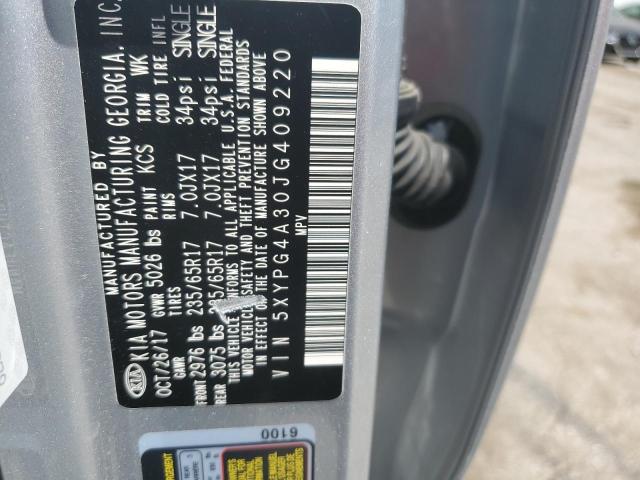 MANUFACTURED BY
KIA KIA MOTORS MANUFACTURING GEORGIA, INC.
OCT/26/17 GVWR 5026 lbs PAINT KCS TRIM WK
GAWR TIRES RIMS COLD TIRE INFL
FRONT 2976 lbs 235/65R17 7.0JX17 34psi SINGLE
REAR 3075 lbs 235/65R17 7.0JX17 34psi SINGLE
THIS VEHICLE CONFORMS TO ALL APPLICABLE U.S.A. FEDERAL
MOTOR VEHICLE SAFETY AND THEFT PREVENTION STANDARDS
IN EFFECT ON THE DATE OF MANUFACTURE SHOWN ABOVE
VIN 5XYPG4A30JG409220
MPV
6100